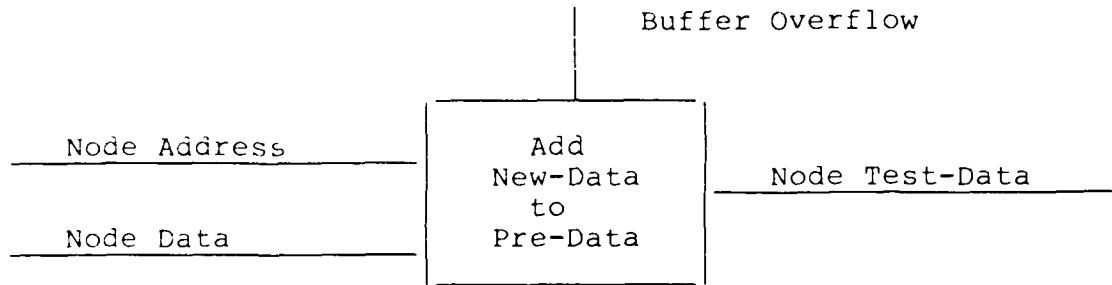 Buffer Overflow
Node Address
Add
New-Data
to
Pre-Data
Node Test-Data
Node Data